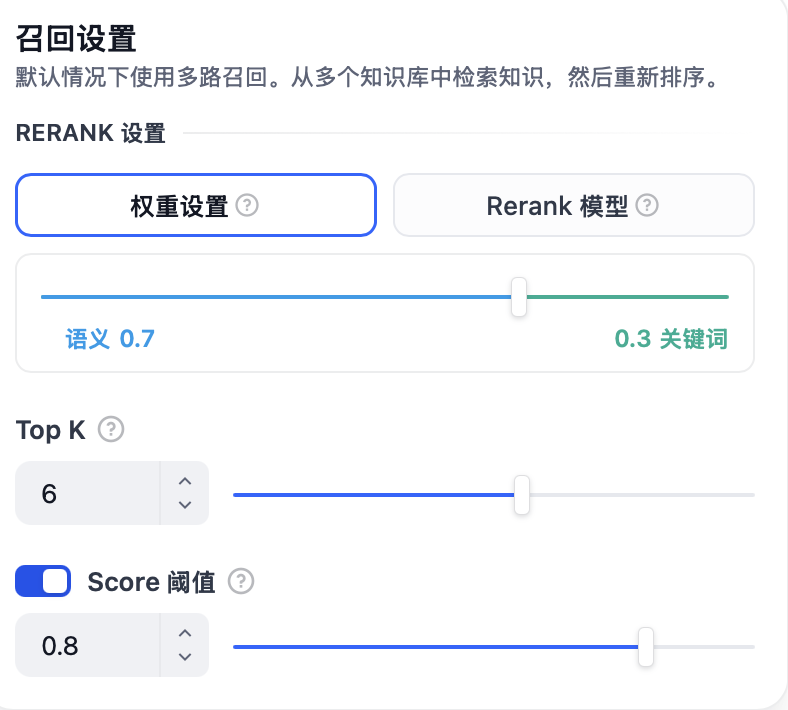 召回设置
默认情况下使用多路召回。从多个知识库中检索知识，然后重新排序。
RERANK 设置
权重设置 ?
Rerank 模型 ?
语义 0.7
0.3 关键词
Top K ?
6
Score 阈值 ?
0.8